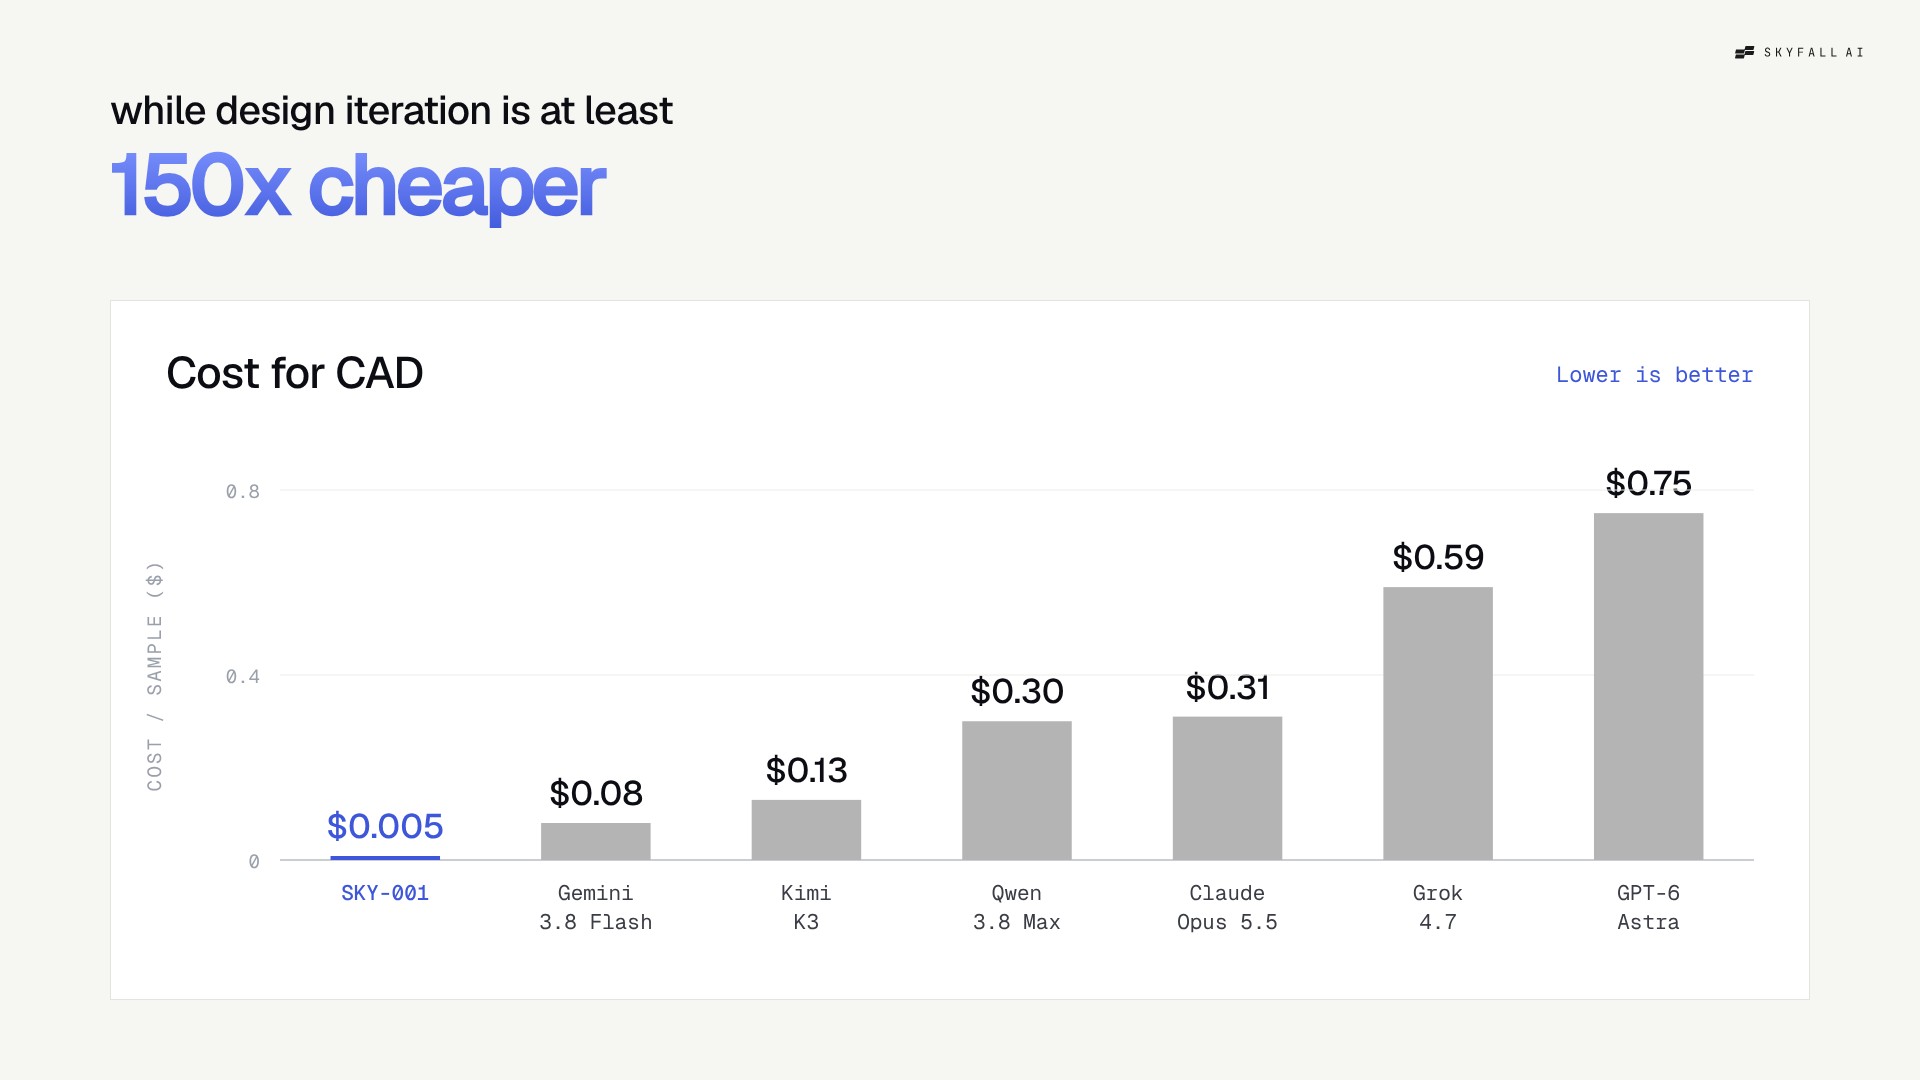 SKYFALL AI
while design iteration is at least
150x cheaper
Cost for CAD
Lower is better
COST / SAMPLE ($)
0.8
0.4
0
$0.005
$0.08
$0.13
$0.30
$0.31
$0.59
$0.75
SKY-001
Gemini
3.8 Flash
Kimi
K3
Qwen
3.8 Max
Claude
Opus 5.5
Grok
4.7
GPT-6
Astra